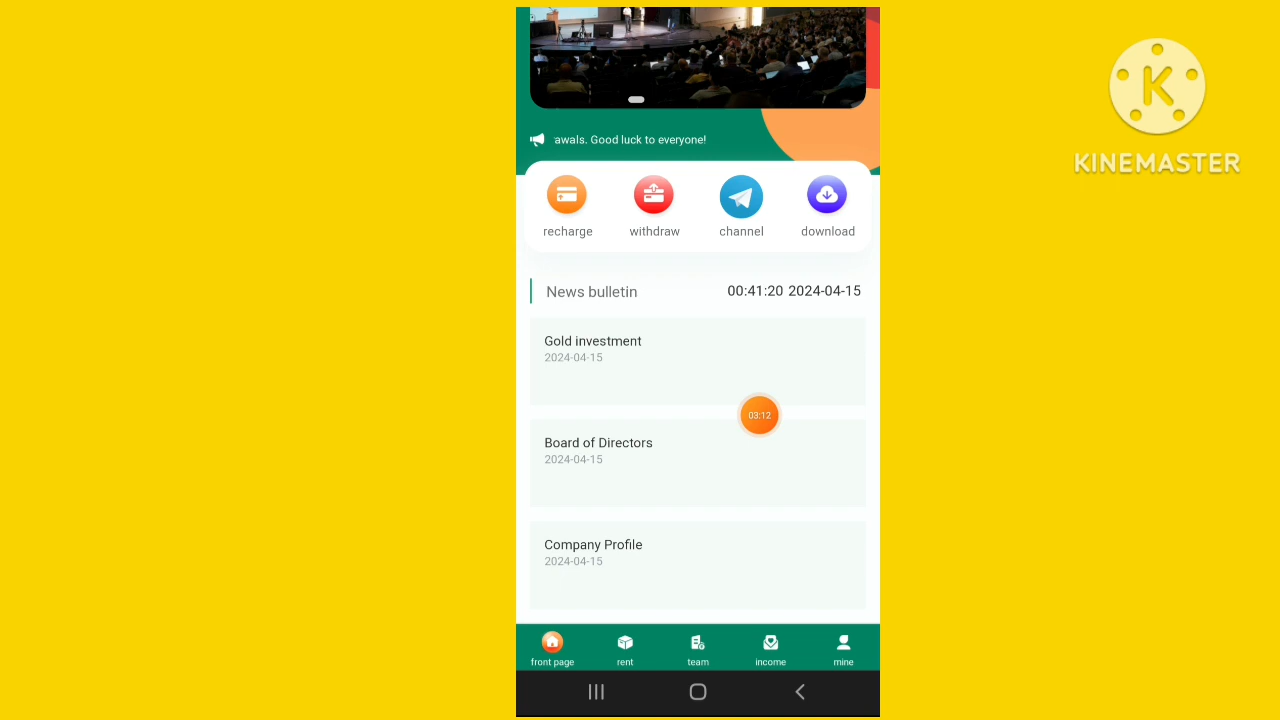 rawals. Good luck to everyone!
recharge
withdraw
channel
download
News bulletin
00:41:20 2024-04-15
Gold investment
2024-04-15
03:12
Board of Directors
2024-04-15
Company Profile
2024-04-15
front page
rent
team
income
mine
K
KINEMASTER